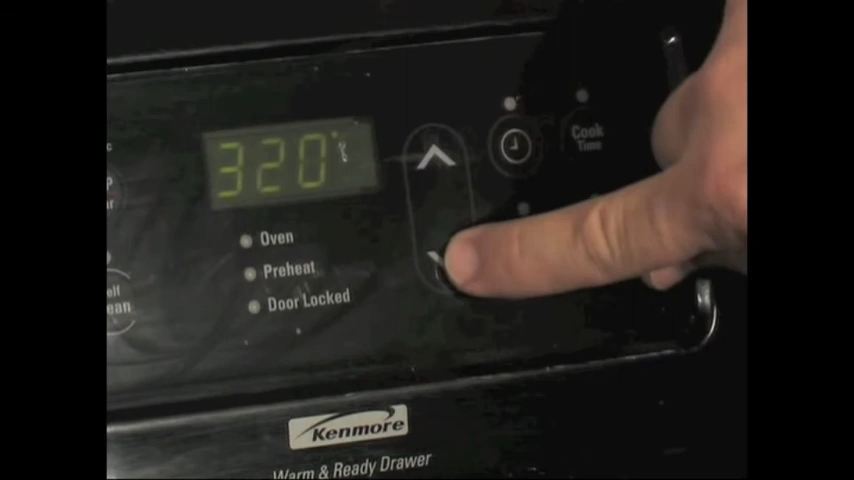 320°
Cook
Time
Oven
Preheat
Door Locked
Kenmore
Warm & Ready Drawer